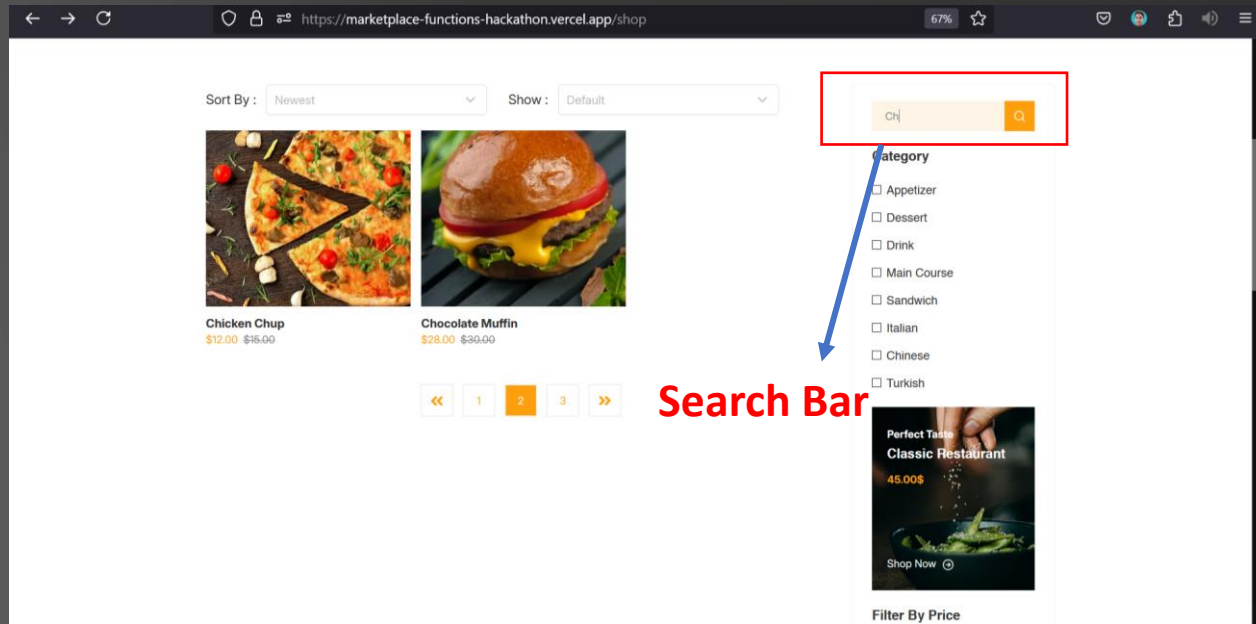 https://marketplace-functions-hackathon.vercel.app/shop
67%
Sort By : Newest
Show : Default
Ch
Category
Appetizer
Dessert
Drink
Main Course
Sandwich
Italian
Chinese
Turkish
Chicken Chup
$12.00 $15.00
Chocolate Muffin
$28.00 $30.00
« 1 2 3 »
Search Bar
Perfect Taste
Classic Restaurant
45.00$
Shop Now
Filter By Price